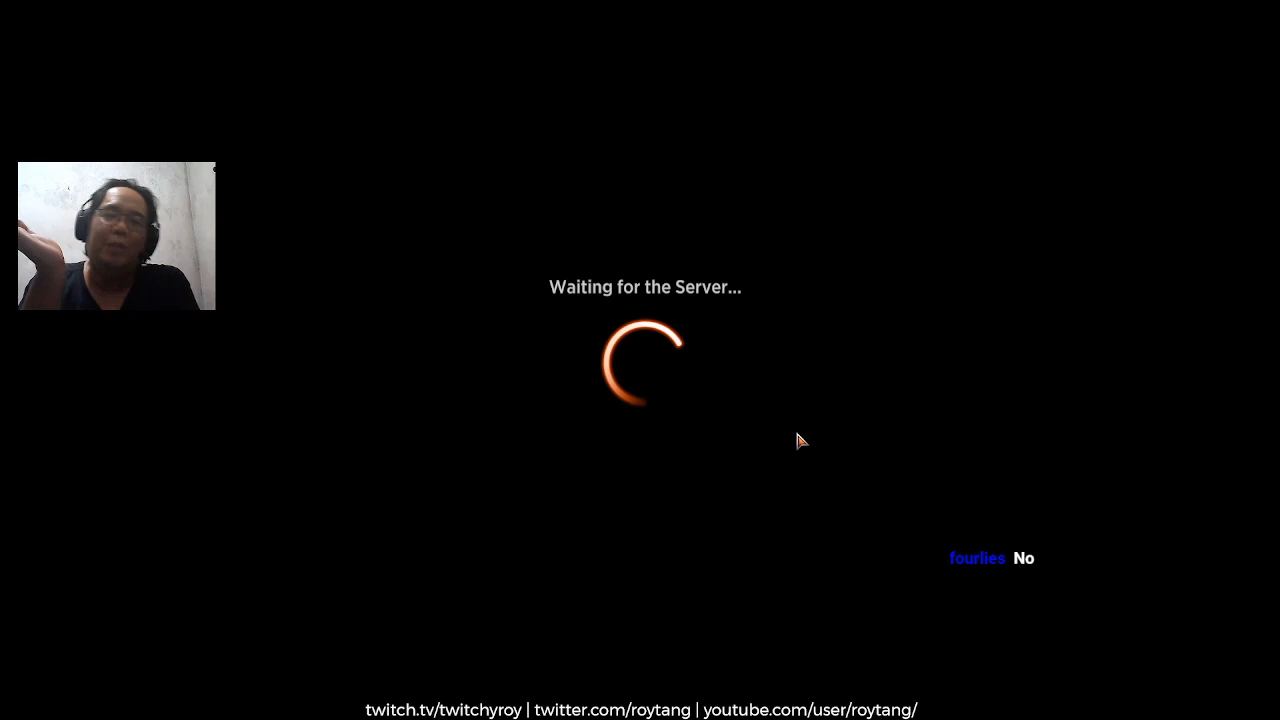 Waiting for the Server...
fourlies No
twitch.tv/twitchyroy | twitter.com/roytang | youtube.com/user/roytang/